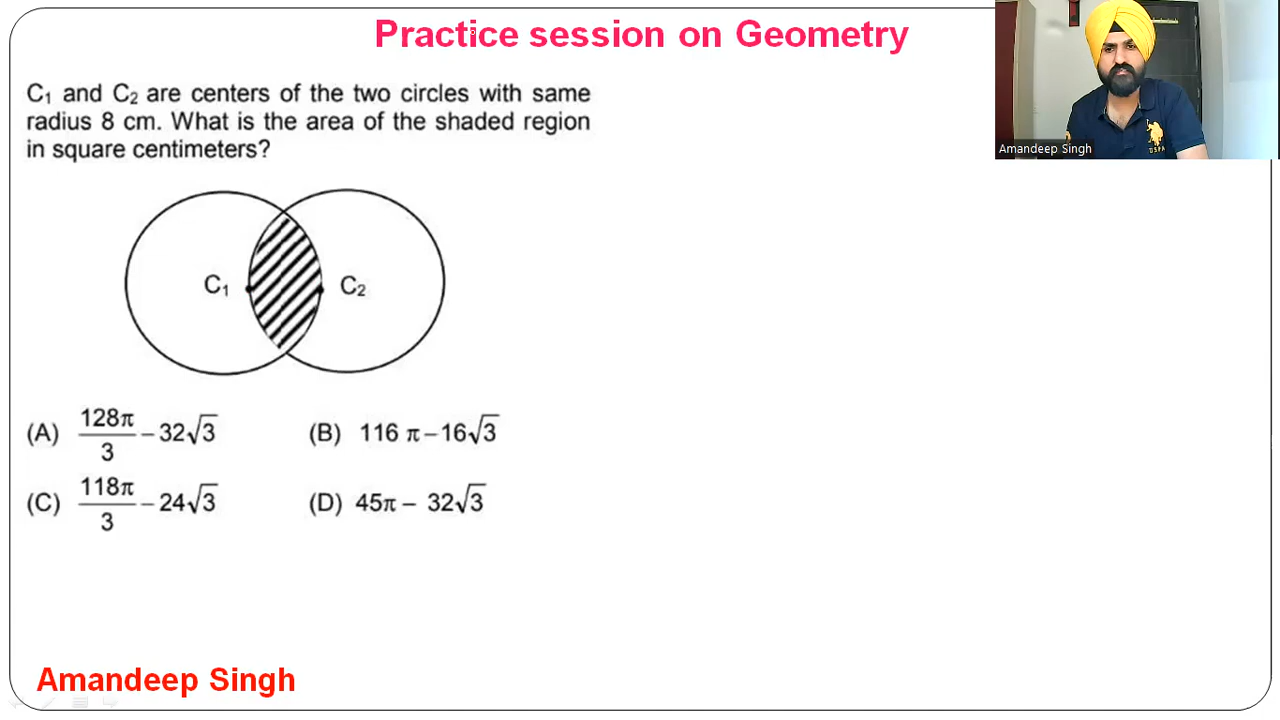 Practice session on Geometry
C₁ and C₂ are centers of the two circles with same
radius 8 cm. What is the area of the shaded region
in square centimeters?
C₁ C₂
(A) 128π/3 – 32√3 (B) 116 π – 16√3
(C) 118π/3 – 24√3 (D) 45π – 32√3
Amandeep Singh
USPA
Amandeep Singh